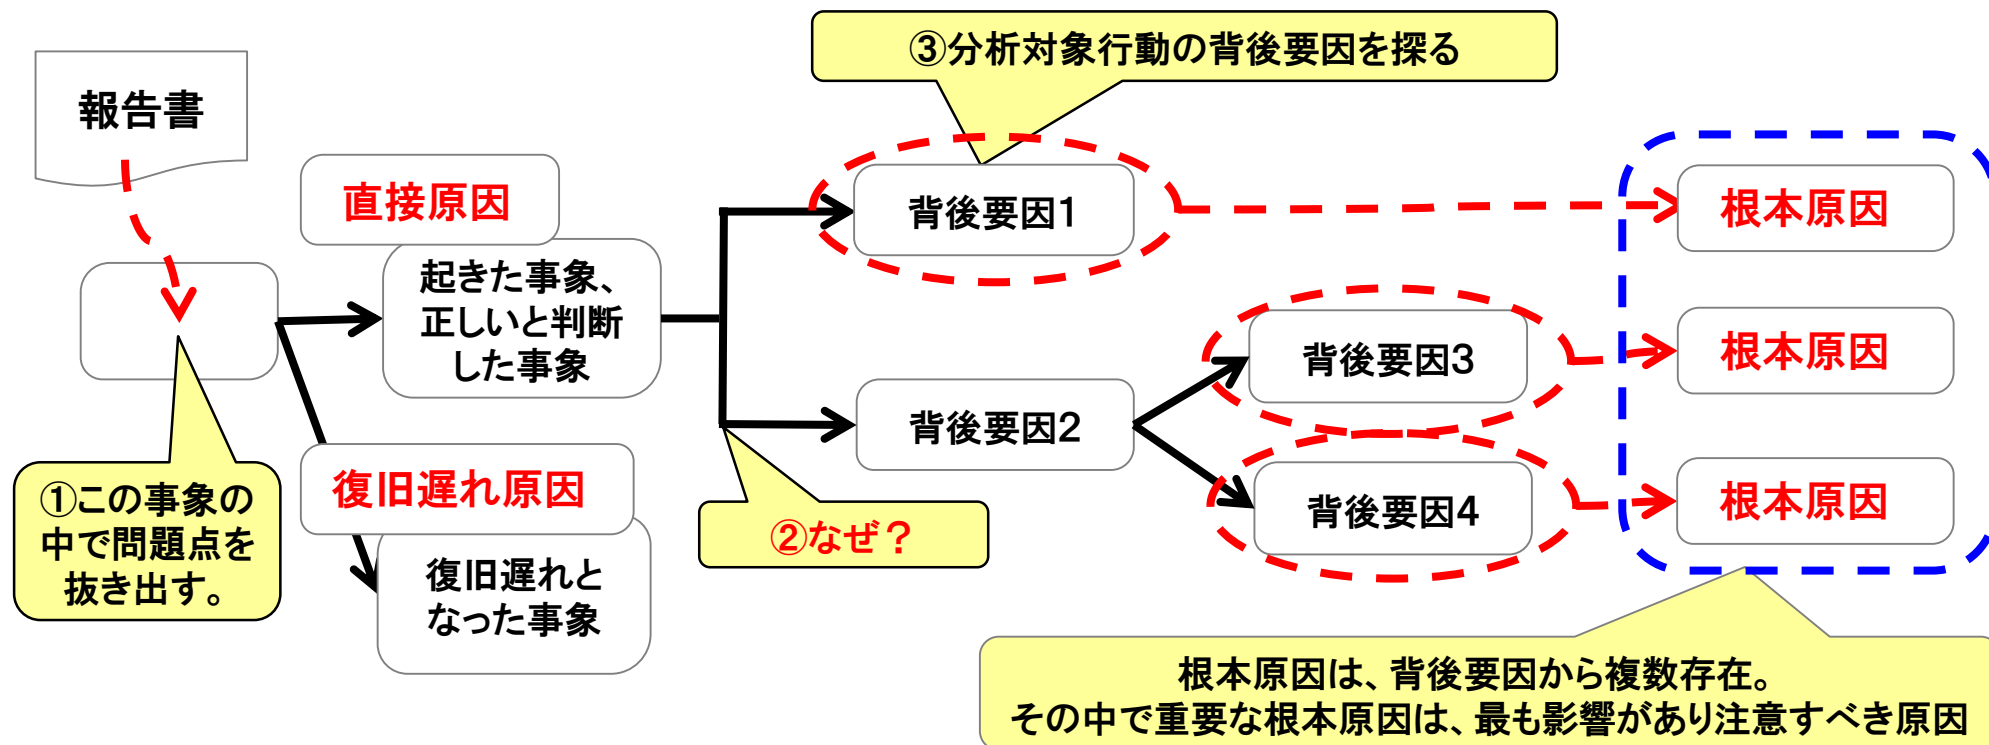 ③分析対象行動の背後要因を探る
報告書
直接原因
起きた事象、
正しいと判断
した事象
背後要因1
根本原因
背後要因3
根本原因
背後要因2
①この事象の
中で問題点を
抜き出す。
復旧遅れ原因
復旧遅れと
なった事象
②なぜ？
背後要因4
根本原因
根本原因は、背後要因から複数存在。
その中で重要な根本原因は、最も影響があり注意すべき原因